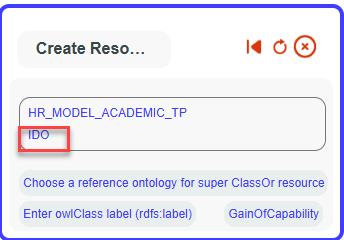 Create Reso...
HR_MODEL_ACADEMIC_TP
IDO
Choose a reference ontology for super ClassOr resource
Enter owlClass label (rdfs:label) GainOfCapability